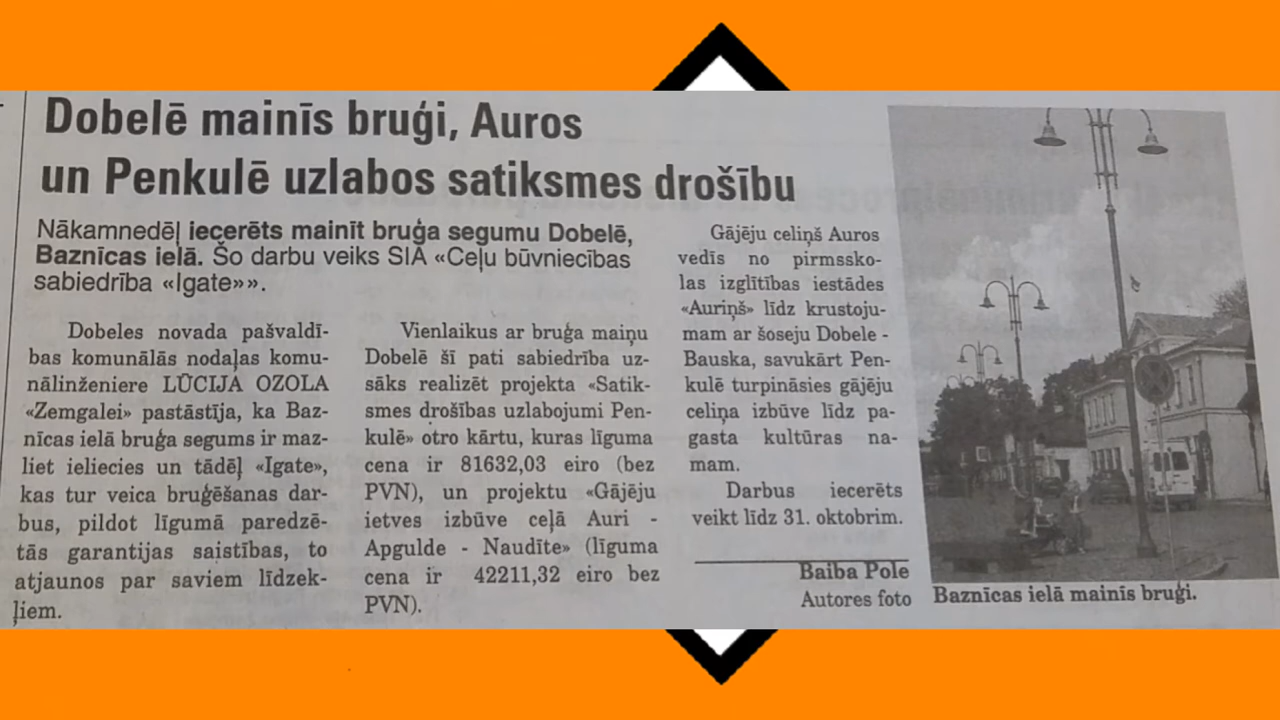 Dobelē mainīs bruģi, Auros
un Penkulē uzlabos satiksmes drošību
Nākamnedēļ iecerēts mainīt bruģa segumu Dobelē,
Baznīcas ielā. Šo darbu veiks SIA «Ceļu būvniecības
sabiedrība «Igate»».
Dobeles novada pašvaldī-
bas komunālās nodaļas komu-
nālinženiere LŪCIJA OZOLA
«Zemgalei» pastāstīja, ka Baz-
nīcas ielā bruģa segums ir maz-
liet ieliecies un tādēļ «Igate»,
kas tur veica bruģēšanas dar-
bus, pildot līgumā paredzē-
tās garantijas saistības, to
atjaunos par saviem līdzek-
ļiem.
Vienlaikus ar bruģa maiņu
Dobelē šī pati sabiedrība uz-
sāks realizēt projekta «Satik-
smes drošības uzlabojumi Pen-
kulē» otro kārtu, kuras līguma
cena ir 81632,03 eiro (bez
PVN), un projektu «Gājēju
ietves izbūve ceļā Auri -
Apgulde - Naudīte» (līguma
cena ir 42211,32 eiro bez
PVN).
Gājēju celiņš Auros
vedīs no pirmssko-
las izglītības iestādes
«Auriņš» līdz krustoju-
mam ar šoseju Dobele -
Bauska, savukārt Pen-
kulē turpināsies gājēju
celiņa izbūve līdz pa-
gasta kultūras na-
mam.
Darbus iecerēts
veikt līdz 31. oktobrim.
Baiba Pole
Autores foto
Baznīcas ielā mainīs bruģi.